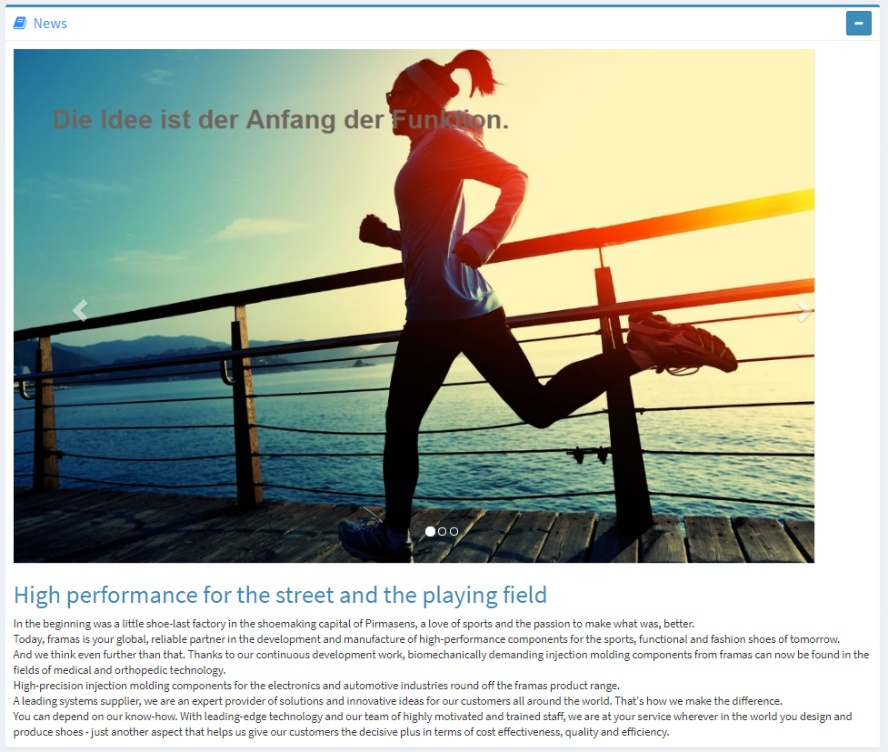 News
Die Idee ist der Anfang der Funktion.
High performance for the street and the playing field
In the beginning was a little shoe-last factory in the shoemaking capital of Pirmasens, a love of sports and the passion to make what was, better.
Today, framas is your global, reliable partner in the development and manufacture of high-performance components for the sports, functional and fashion shoes of tomorrow.
And we think even further than that. Thanks to our continuous development work, biomechanically demanding injection molding components from framas can now be found in the
fields of medical and orthopedic technology.
High-precision injection molding components for the electronics and automotive industries round off the framas product range.
A leading systems supplier, we are an expert provider of solutions and innovative ideas for our customers all around the world. That's how we make the difference.
You can depend on our know-how. With leading-edge technology and our team of highly motivated and trained staff, we are at your service wherever in the world you design and
produce shoes - just another aspect that helps us give our customers the decisive plus in terms of cost effectiveness, quality and efficiency.